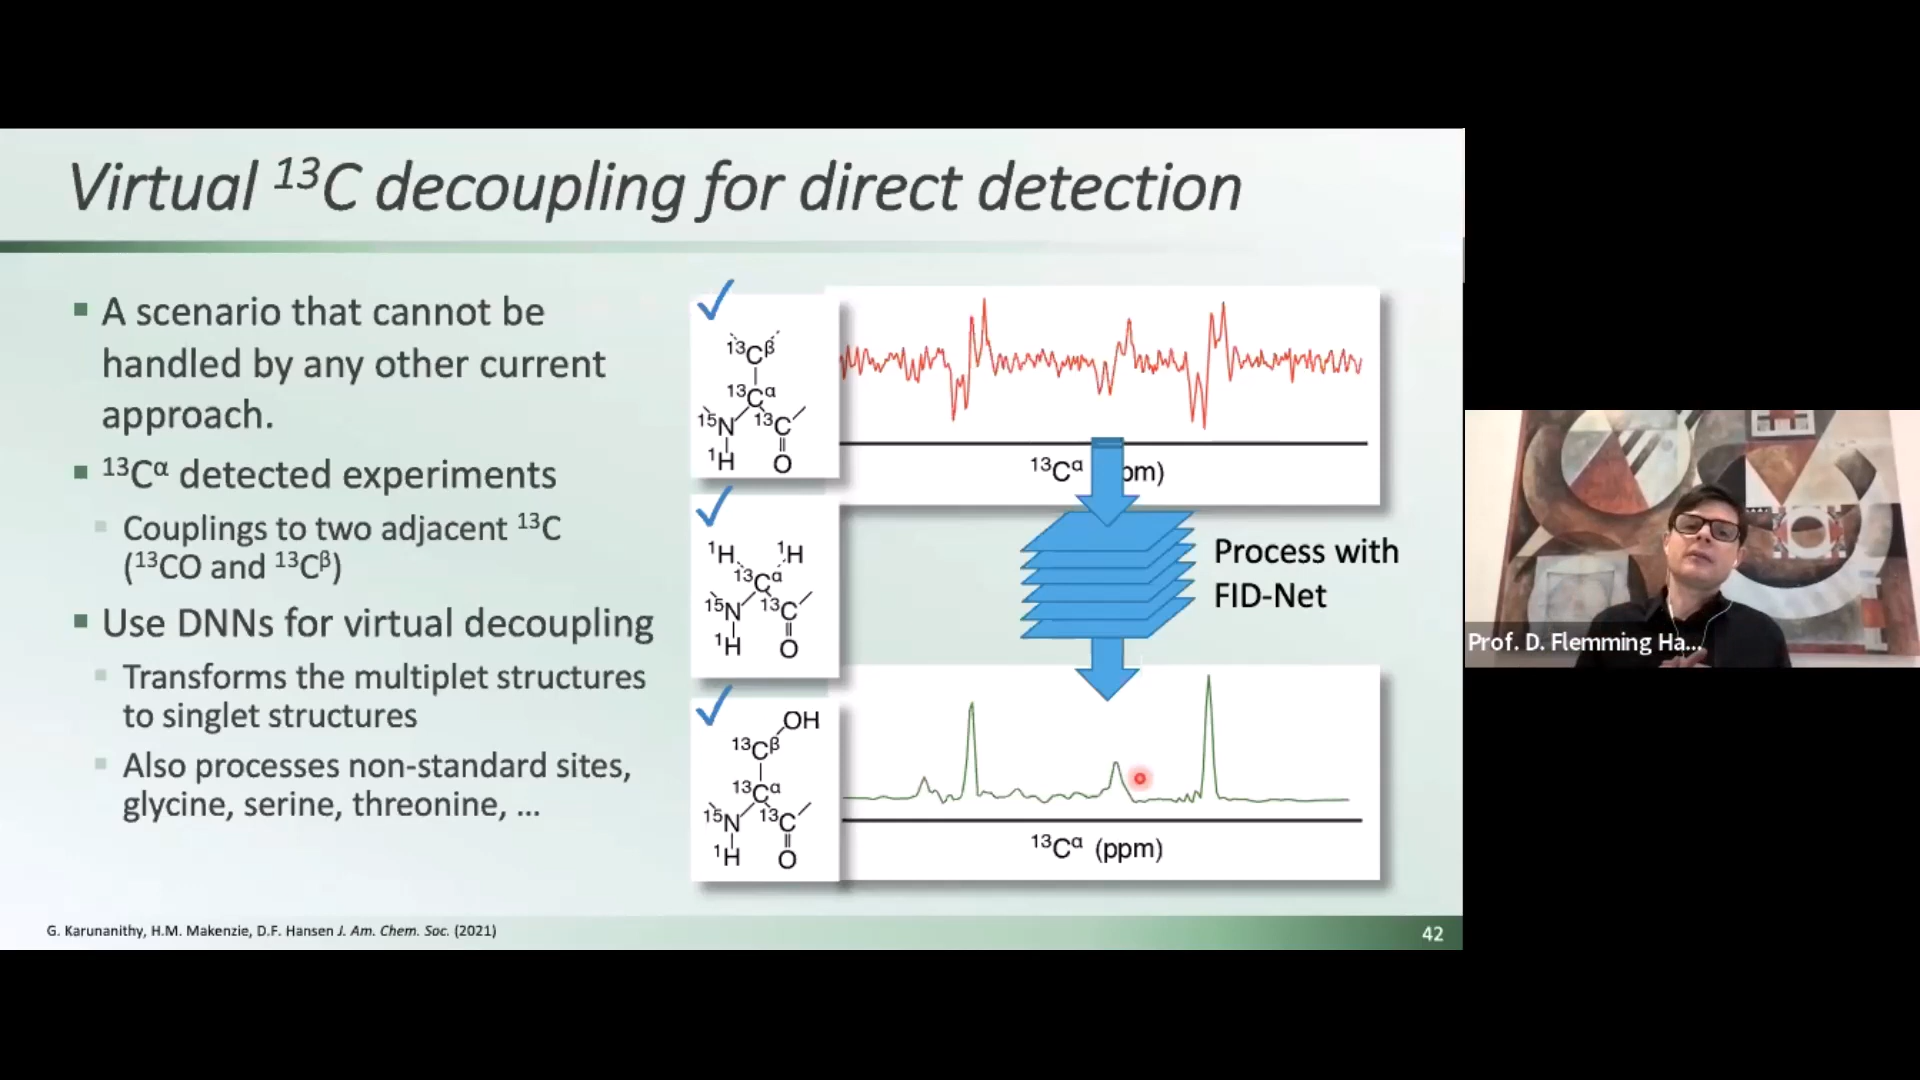 Virtual ¹³C decoupling for direct detection
▪ A scenario that cannot be
handled by any other current
approach.
▪ ¹³Cᵅ detected experiments
▪ Couplings to two adjacent ¹³C
(¹³CO and ¹³Cᵝ)
▪ Use DNNs for virtual decoupling
▪ Transforms the multiplet structures
to singlet structures
▪ Also processes non-standard sites,
glycine, serine, threonine, ...
✓
¹³Cᵝ
¹³Cᵅ
¹⁵N ¹³C
¹H O
✓
¹H ¹H
¹³Cᵅ
¹⁵N ¹³C
¹H O
✓
OH
¹³Cᵝ
¹³Cᵅ
¹⁵N ¹³C
¹H O
¹³Cᵅ pm)
Process with
FID-Net
¹³Cᵅ (ppm)
G. Karunanithy, H.M. Makenzie, D.F. Hansen J. Am. Chem. Soc. (2021)
42
Prof. D. Flemming Ha...